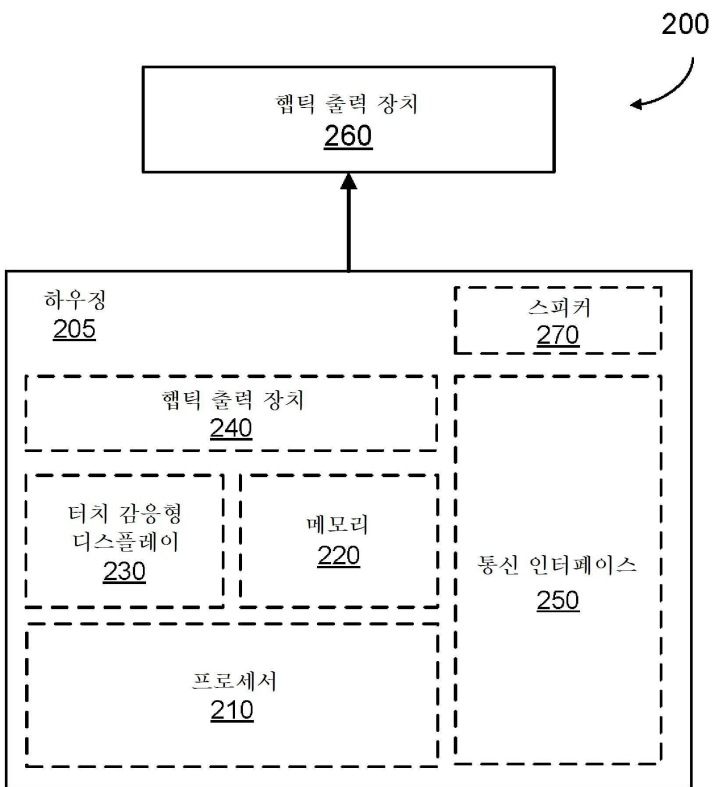 200
햅틱 출력 장치
260
하우징
205
스피커
270
햅틱 출력 장치
240
터치 감응형
디스플레이
230
메모리
220
통신 인터페이스
250
프로세서
210